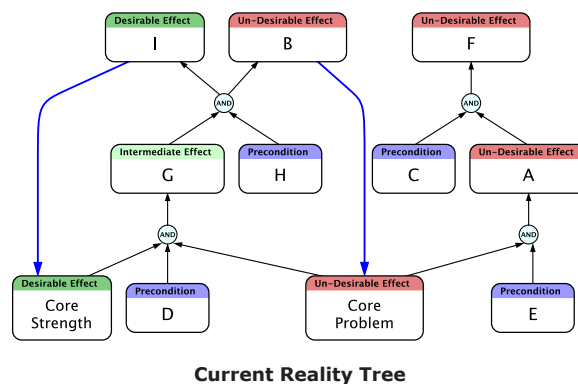 Desirable Effect
I
Un-Desirable Effect
B
Un-Desirable Effect
F
AND
AND
Intermediate Effect
G
Precondition
H
Precondition
C
Un-Desirable Effect
A
AND
AND
Desirable Effect
Core
Strength
Precondition
D
Un-Desirable Effect
Core
Problem
Precondition
E
Current Reality Tree